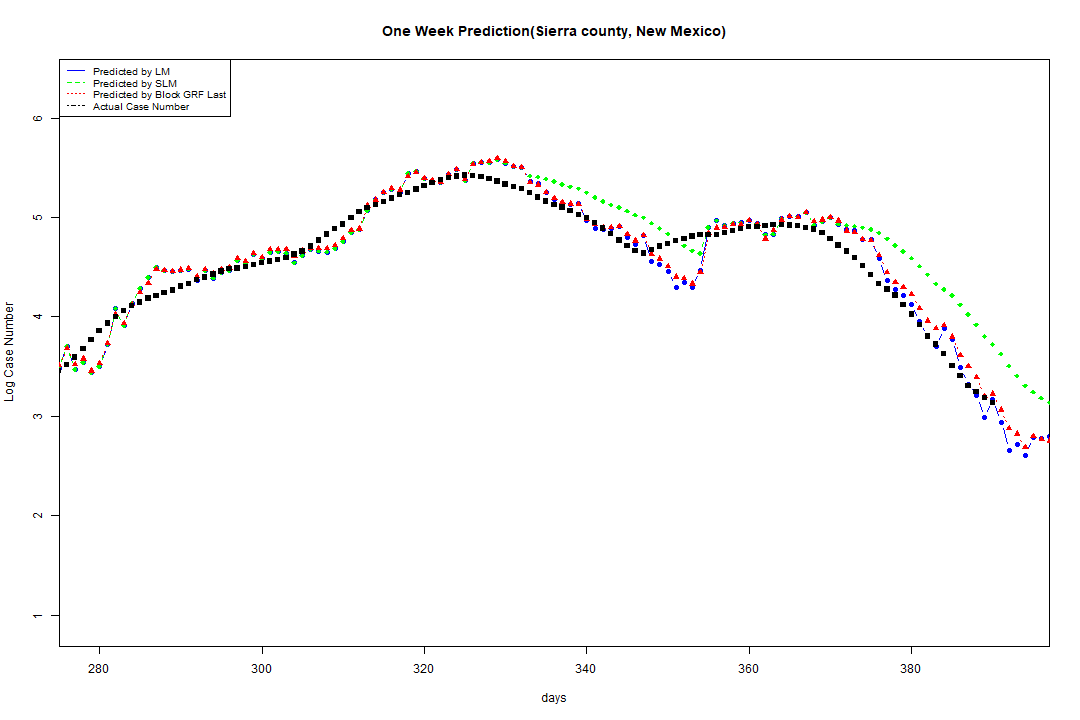 One Week Prediction(Sierra county, New Mexico)
Predicted by LM
Predicted by SLM
Predicted by Block GRF Last
Actual Case Number
6
5
4
3
2
1
Log Case Number
280 300 320 340 360 380
days